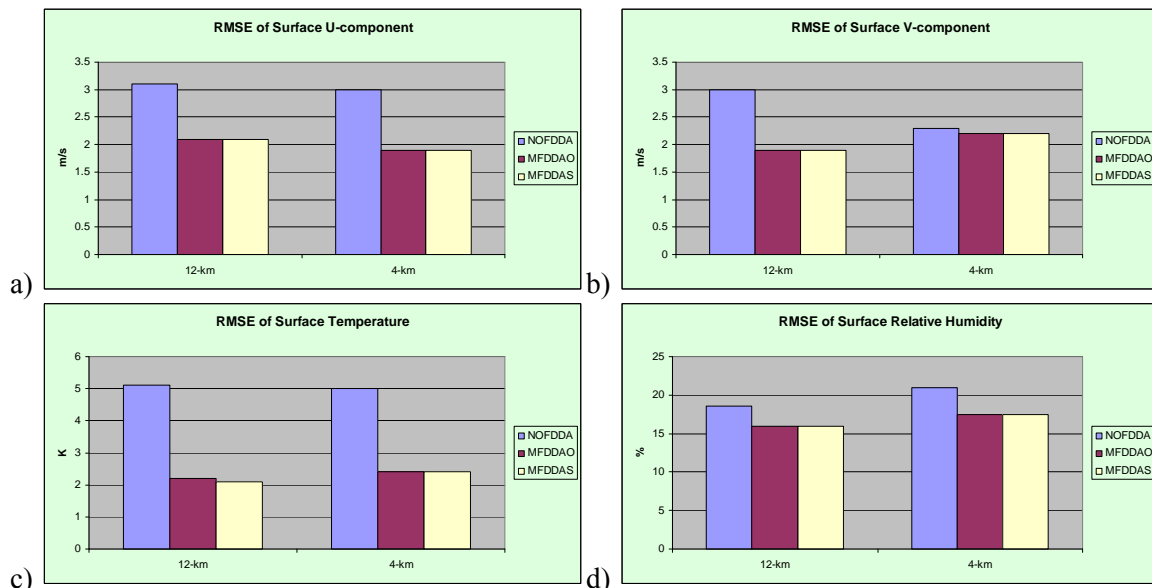 RMSE of Surface U-component
3.5
3
2.5
2
1.5
1
0.5
0
m/s
12-km
4-km
NOFDDA
MFDDAO
MFDDAS
a)
RMSE of Surface V-component
3.5
3
2.5
2
1.5
1
0.5
0
m/s
12-km
4-km
NOFDDA
MFDDAO
MFDDAS
b)
RMSE of Surface Temperature
6
5
4
3
2
1
0
K
12-km
4-km
NOFDDA
MFDDAO
MFDDAS
c)
RMSE of Surface Relative Humidity
25
20
15
10
5
0
%
12-km
4-km
NOFDDA
MFDDAO
MFDDAS
d)